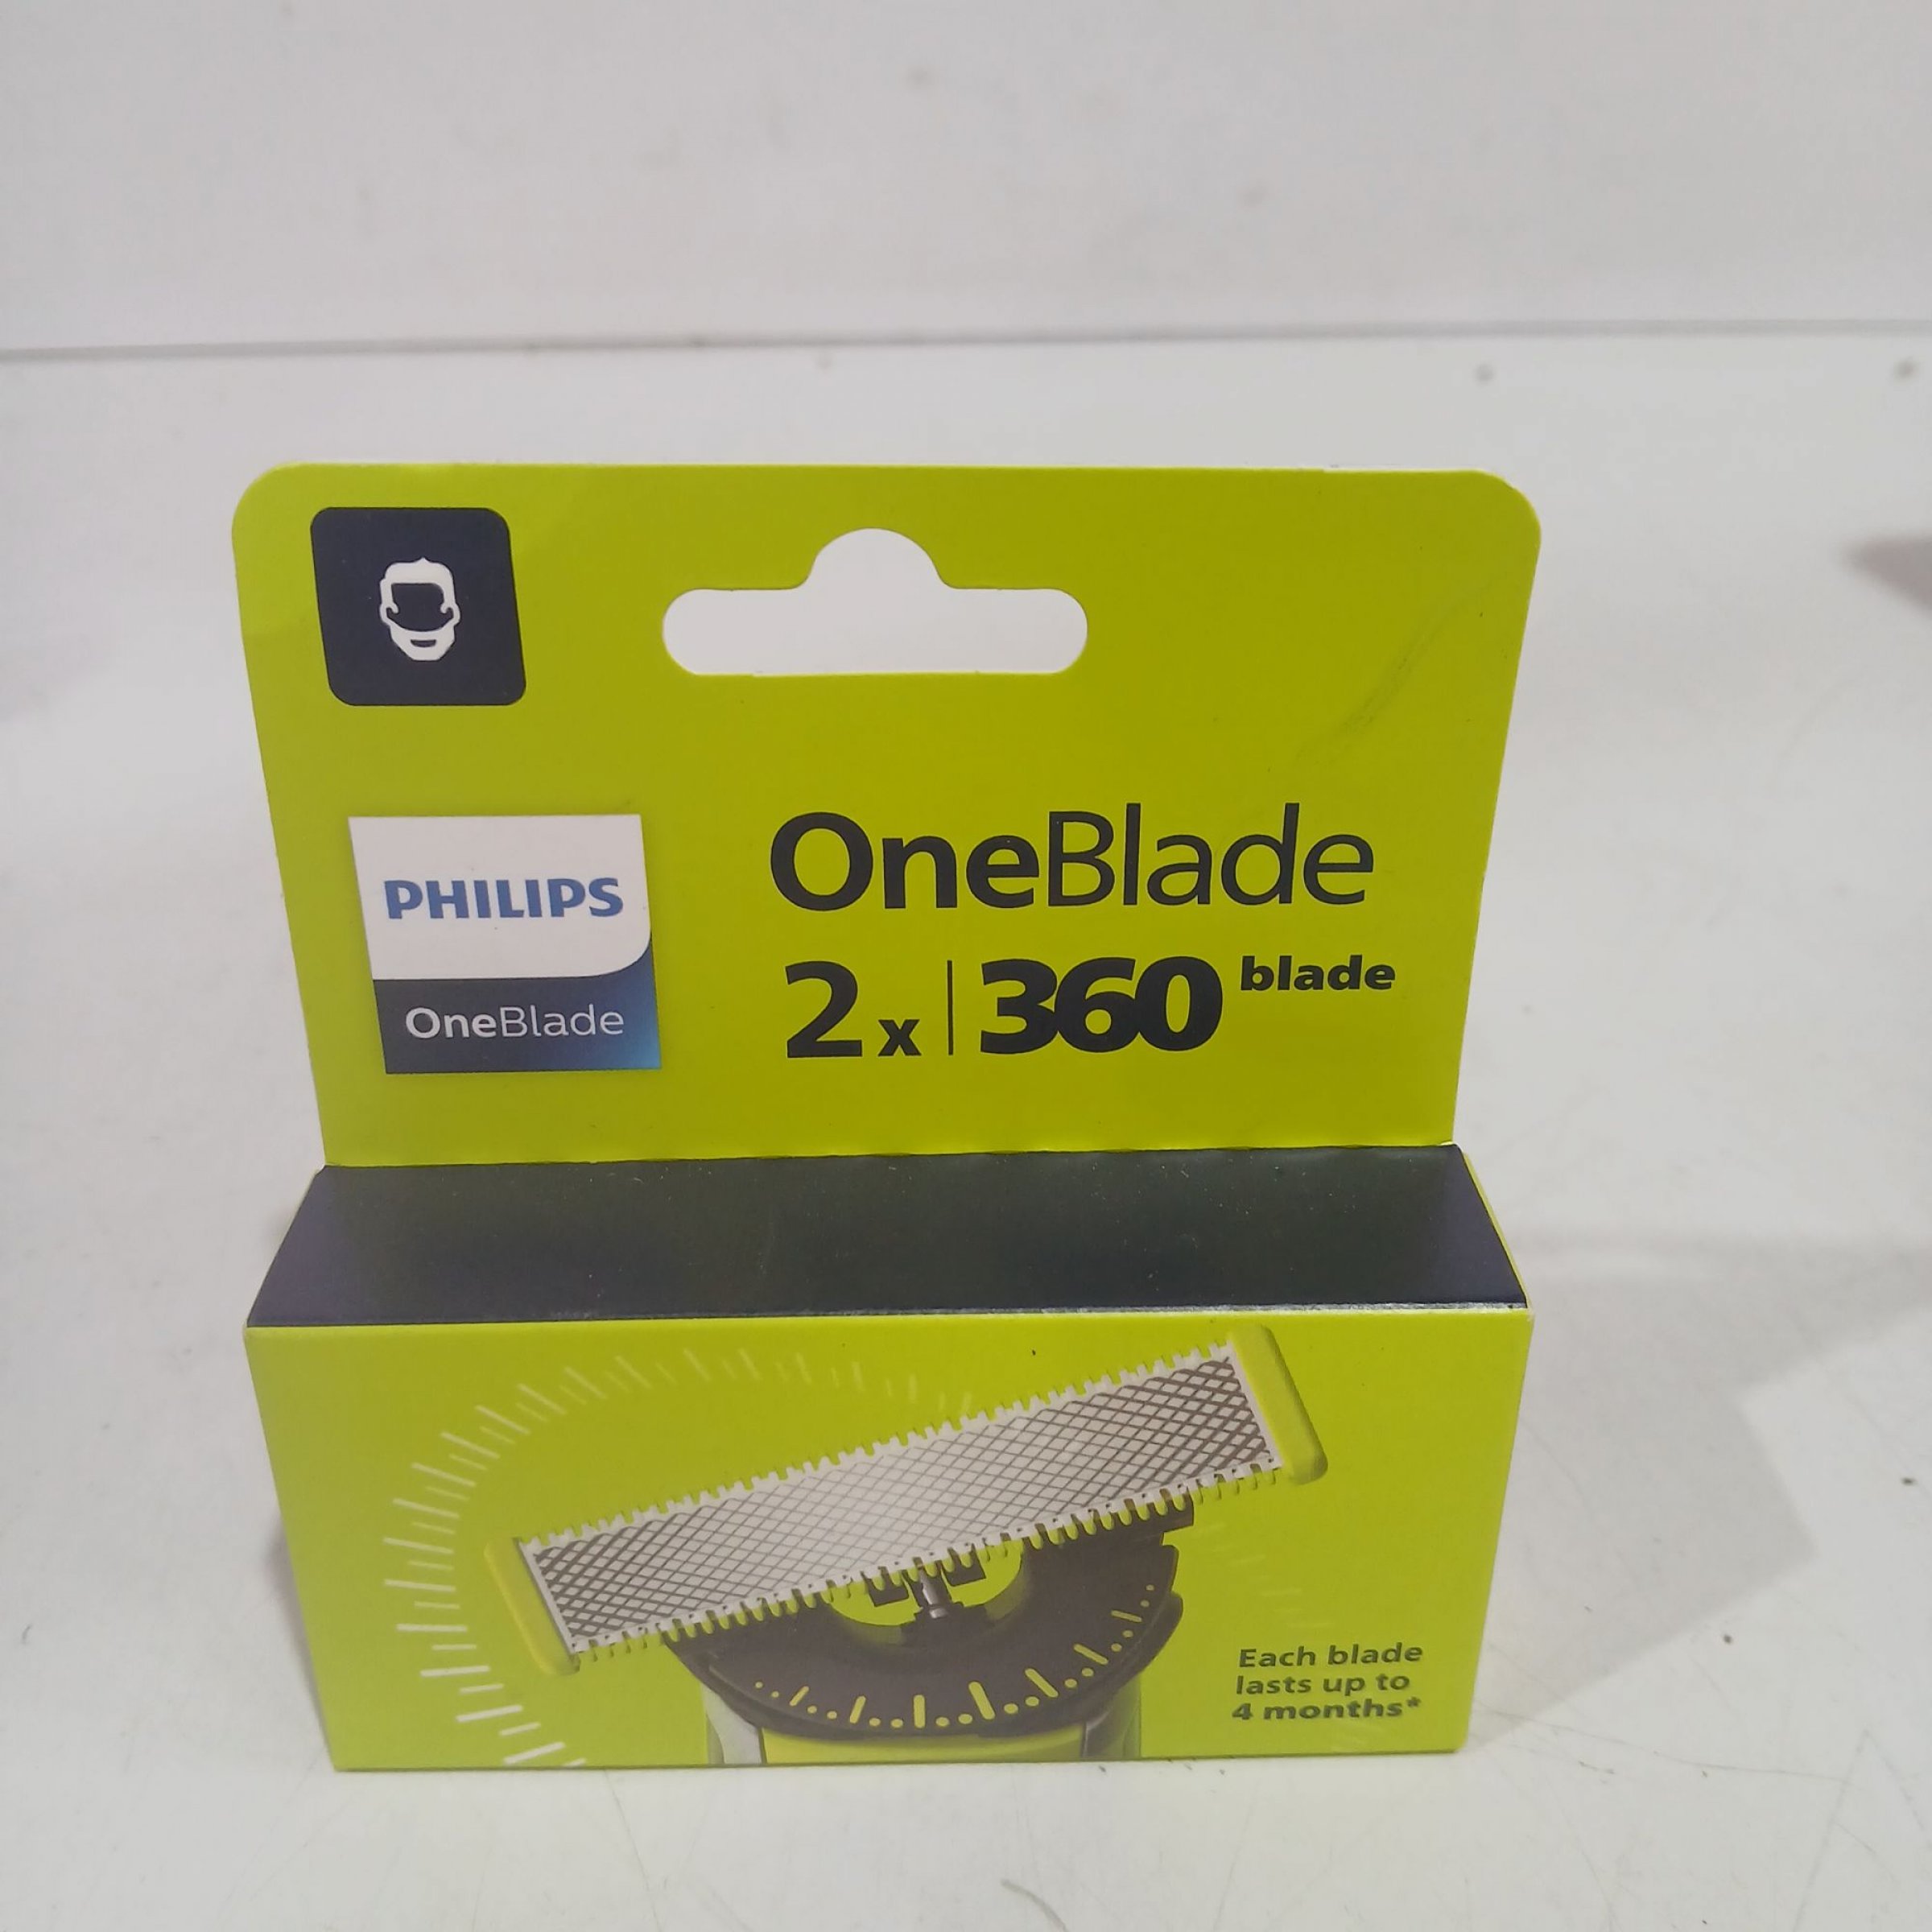 PHILIPS
OneBlade
OneBlade
2x | 360 blade
Each blade
lasts up to
4 months*